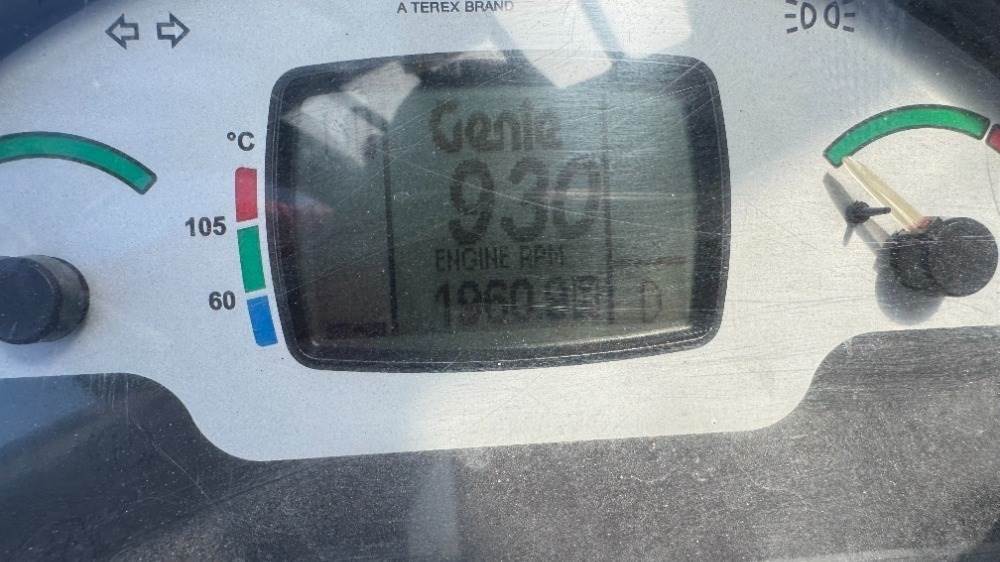 A TEREX BRAND
°C
105
60
Genie
930
ENGINE RPM
1960.9
D